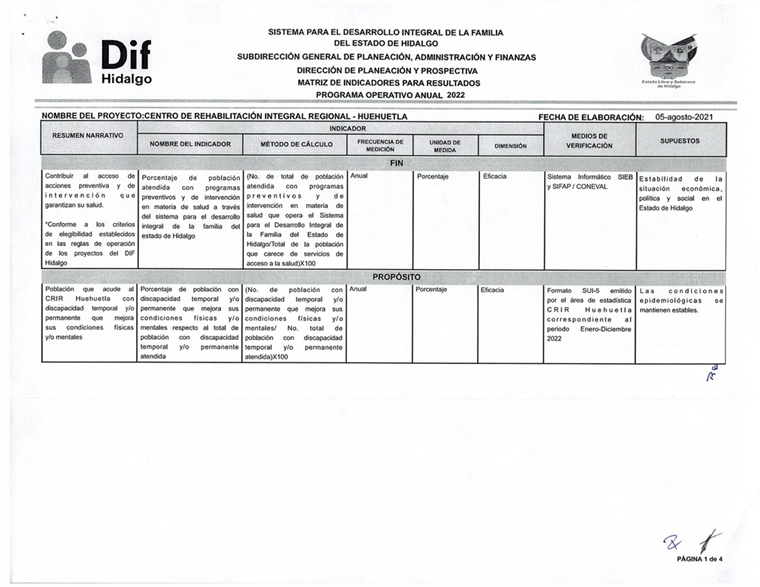 Dif
Hidalgo
SISTEMA PARA EL DESARROLLO INTEGRAL DE LA FAMILIA
DEL ESTADO DE HIDALGO
SUBDIRECCIÓN GENERAL DE PLANEACIÓN, ADMINISTRACIÓN Y FINANZAS
DIRECCIÓN DE PLANEACIÓN Y PROSPECTIVA
MATRIZ DE INDICADORES PARA RESULTADOS
PROGRAMA OPERATIVO ANUAL 2022
Estado Libre y Soberano
de Hidalgo
NOMBRE DEL PROYECTO:CENTRO DE REHABILITACIÓN INTEGRAL REGIONAL - HUEHUETLA
FECHA DE ELABORACIÓN: 05-agosto-2021
RESUMEN NARRATIVO
INDICADOR
NOMBRE DEL INDICADOR
MÉTODO DE CÁLCULO
FRECUENCIA DE
MEDICIÓN
UNIDAD DE
MEDIDA
DIMENSIÓN
MEDIOS DE
VERIFICACIÓN
SUPUESTOS
FIN
Contribuir al acceso de
acciones preventiva y de
intervención que
garantizan su salud.
*Conforme a los criterios
de elegibilidad establecidos
en las reglas de operación
de los proyectos del DIF
Hidalgo
Porcentaje de población
atendida con programas
preventivos y de intervención
en materia de salud a través
del sistema para el desarrollo
integral de la familia del
estado de Hidalgo
(No. de total de población
atendida con programas
preventivos y de
intervención en materia de
salud que opera el Sistema
para el Desarrollo Integral de
la Familia del Estado de
Hidalgo/Total de la población
que carece de servicios de
acceso a la salud)X100
Anual
Porcentaje
Eficacia
Sistema Informático SIEB
y SIFAP / CONEVAL
Estabilidad de la
situación económica,
política y social en el
Estado de Hidalgo
PROPÓSITO
Población que acude al
CRIR Huehuetla con
discapacidad temporal y/o
permanente que mejora
sus condiciones físicas
y/o mentales
Porcentaje de población con
discapacidad temporal y/o
permanente que mejora sus
condiciones físicas y/o
mentales respecto al total de
población con discapacidad
temporal y/o permanente
atendida
(No. de población con
discapacidad temporal y/o
permanente que mejora sus
condiciones físicas y/o
mentales/ No. total de
población con discapacidad
temporal y/o permanente
atendida)X100
Anual
Porcentaje
Eficacia
Formato SUI-5 emitido
por el área de estadística
CRIR Huehuetla
correspondiente al
periodo Enero-Diciembre
2022
Las condiciones
epidemiológicas se
mantienen estables.
PÁGINA 1 de 4